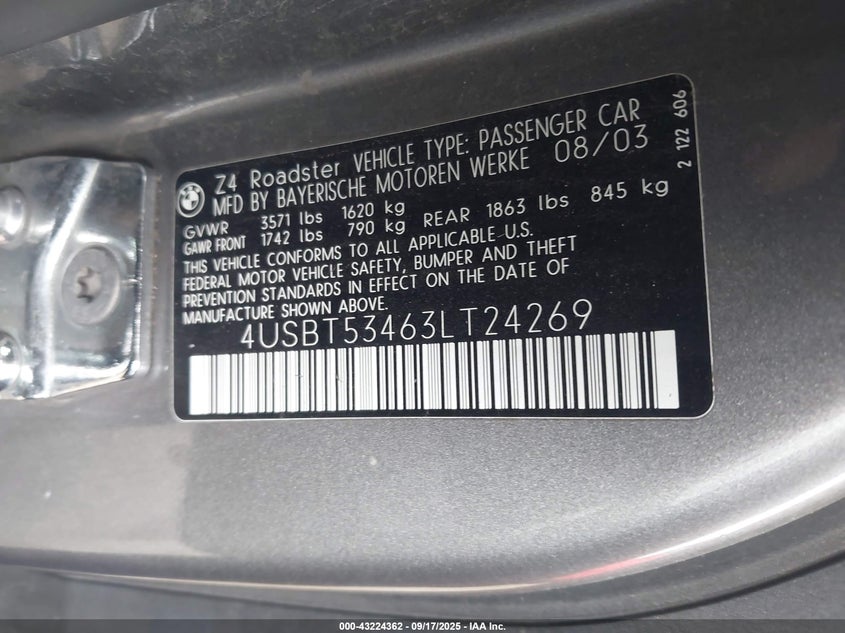 Z4 Roadster VEHICLE TYPE: PASSENGER CAR
MFD BY BAYERISCHE MOTOREN WERKE 08/03
GVWR 3571 lbs 1620 kg
GAWR FRONT 1742 lbs 790 kg REAR 1863 lbs 845 kg
THIS VEHICLE CONFORMS TO ALL APPLICABLE U.S.
FEDERAL MOTOR VEHICLE SAFETY, BUMPER AND THEFT
PREVENTION STANDARDS IN EFFECT ON THE DATE OF
MANUFACTURE SHOWN ABOVE.
4USBT53463LT24269
2 122 606
000-43224362 - 09/17/2025 - IAA Inc.